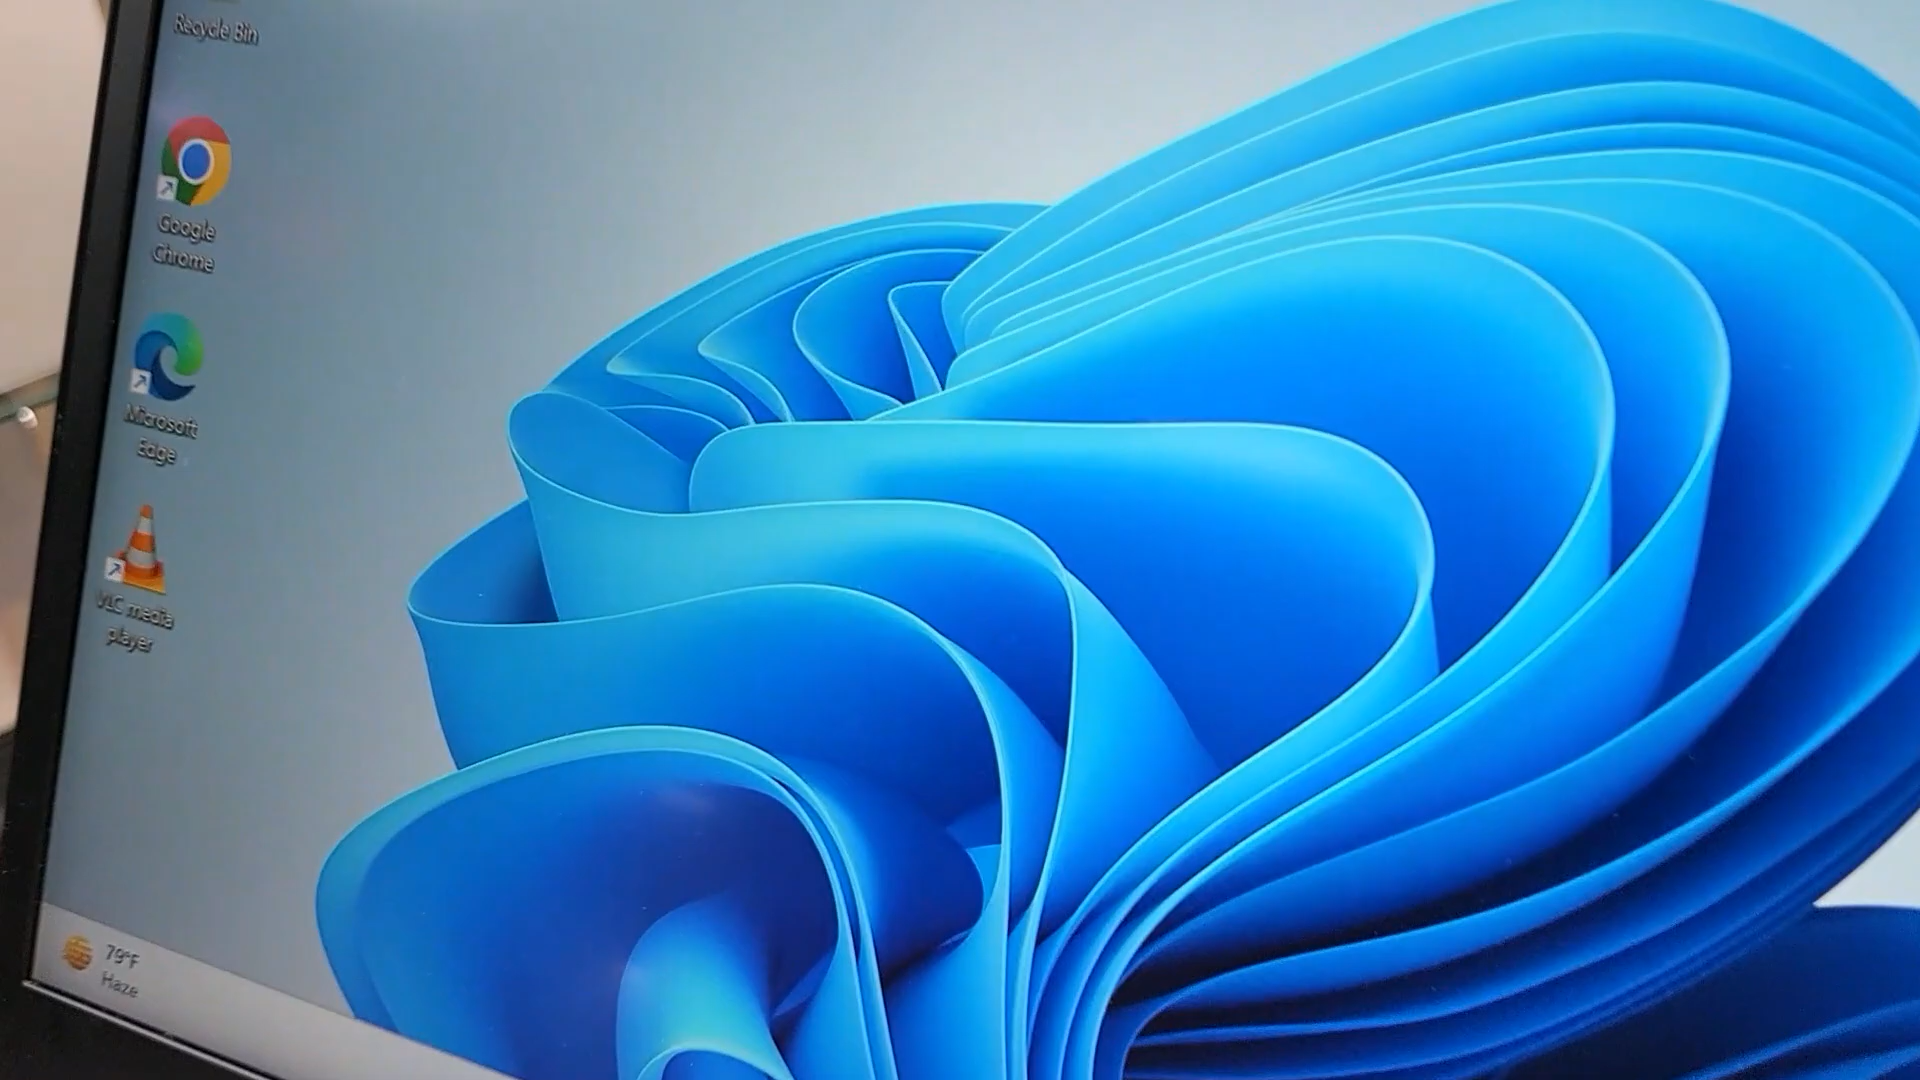 Recycle Bin
Google
Chrome
Microsoft
Edge
VLC media
player
79°F
Haze